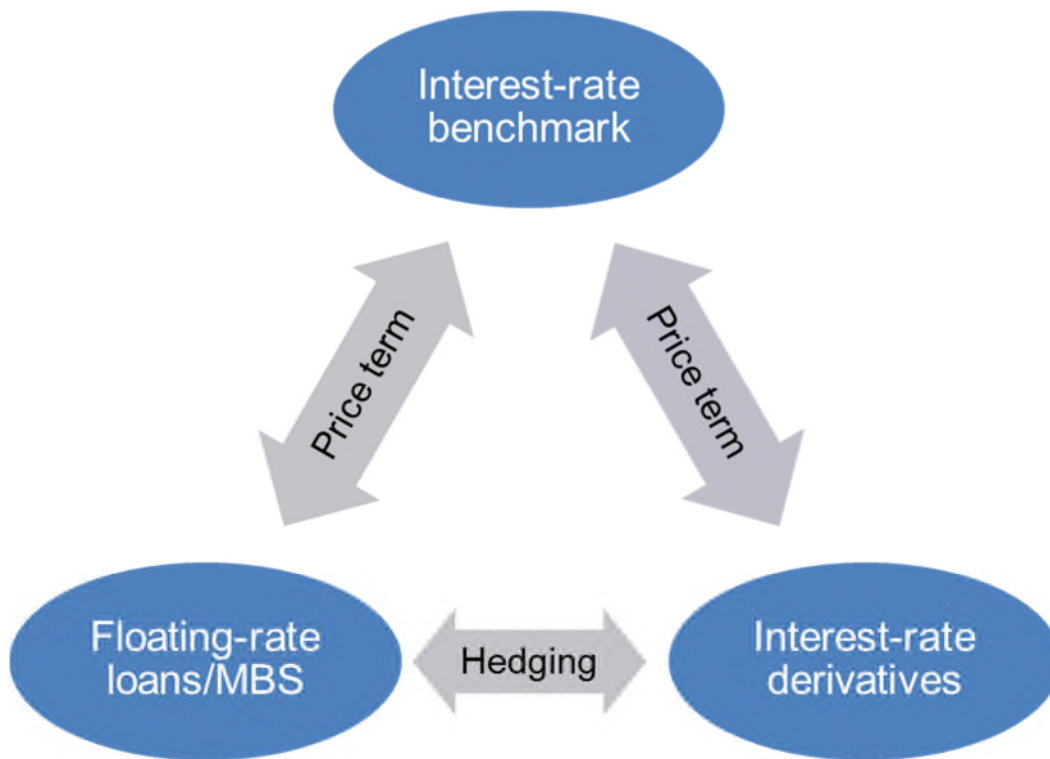 Interest-rate
benchmark
Price term
Price term
Floating-rate
loans/MBS
Hedging
Interest-rate
derivatives